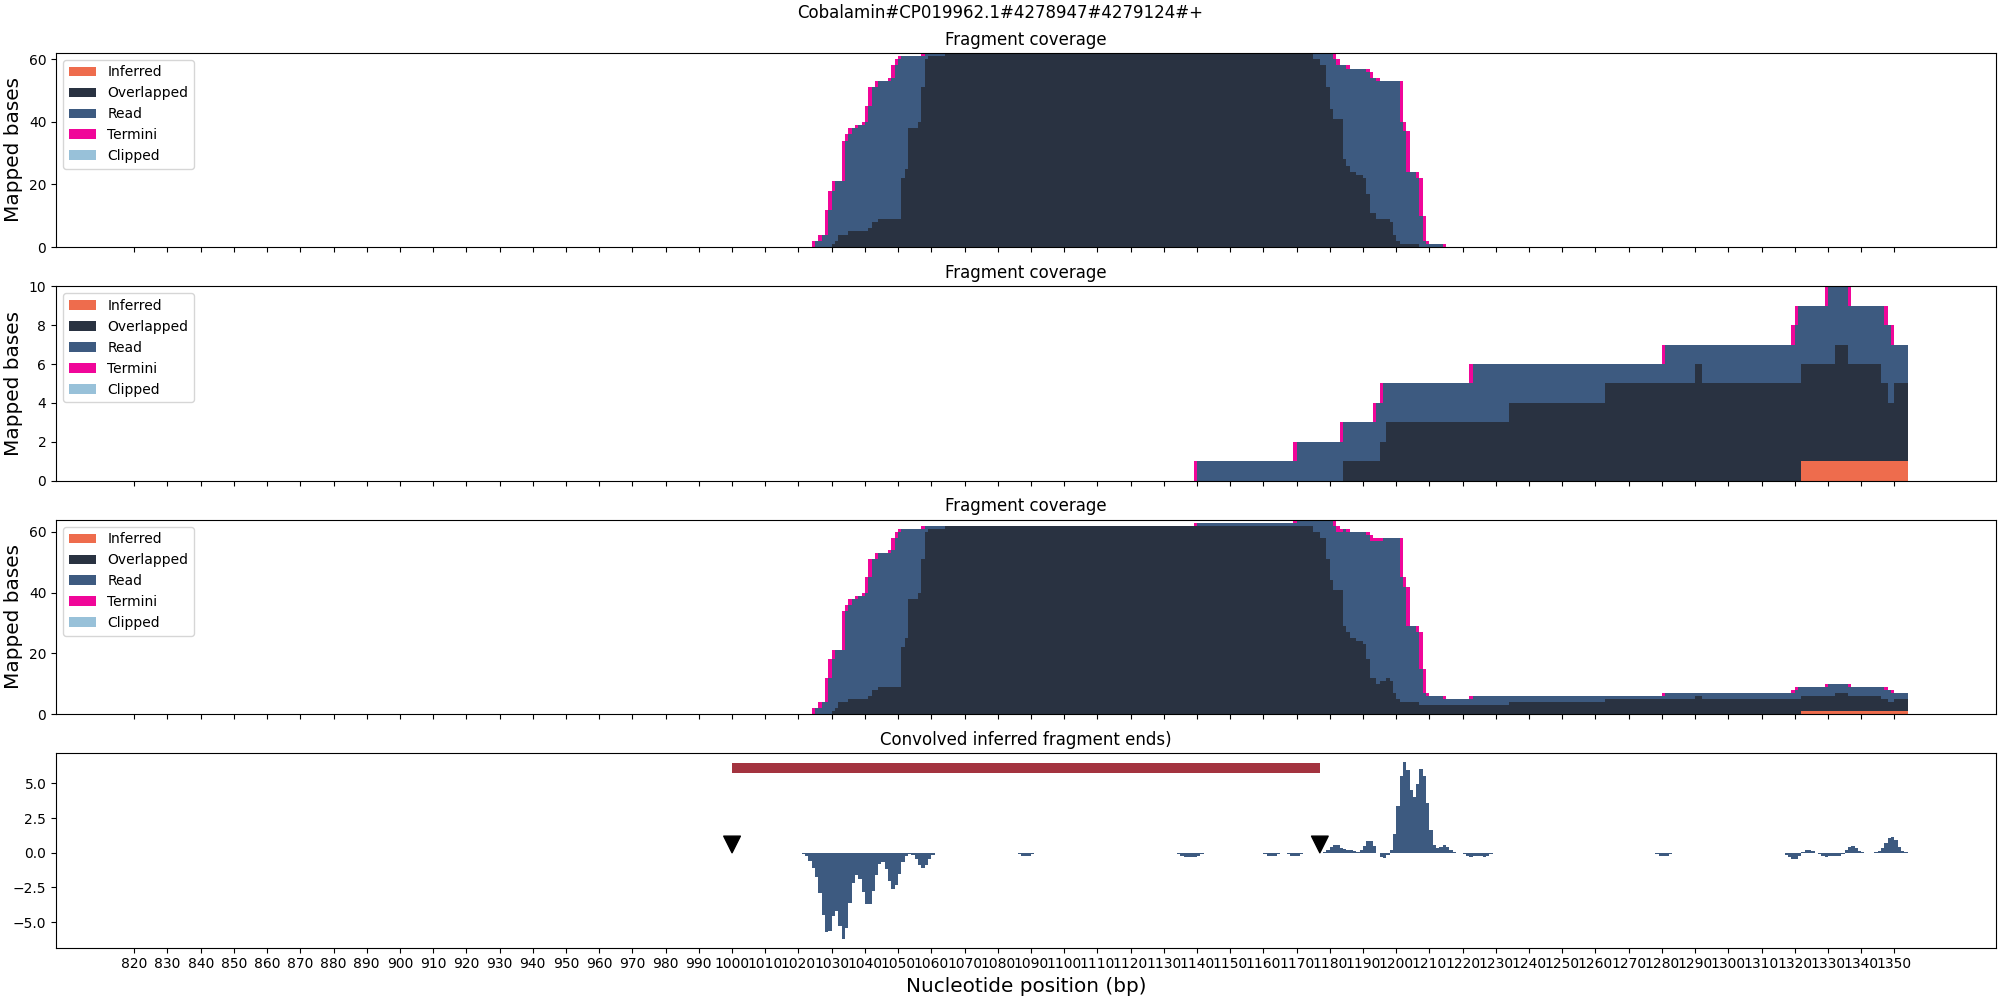 Cobalamin#CP019962.1#4278947#4279124#+
Fragment coverage
Mapped bases
60
40
20
0
Inferred
Overlapped
Read
Termini
Clipped
Fragment coverage
Mapped bases
10
8
6
4
2
0
Inferred
Overlapped
Read
Termini
Clipped
Fragment coverage
Mapped bases
60
40
20
0
Inferred
Overlapped
Read
Termini
Clipped
Convolved inferred fragment ends)
5.0
2.5
0.0
−2.5
−5.0
820 830 840 850 860 870 880 890 900 910 920 930 940 950 960 970 980 990 1000 1010 1020 1030 1040 1050 1060 1070 1080 1090 1100 1110 1120 1130 1140 1150 1160 1170 1180 1190 1200 1210 1220 1230 1240 1250 1260 1270 1280 1290 1300 1310 1320 1330 1340 1350
Nucleotide position (bp)